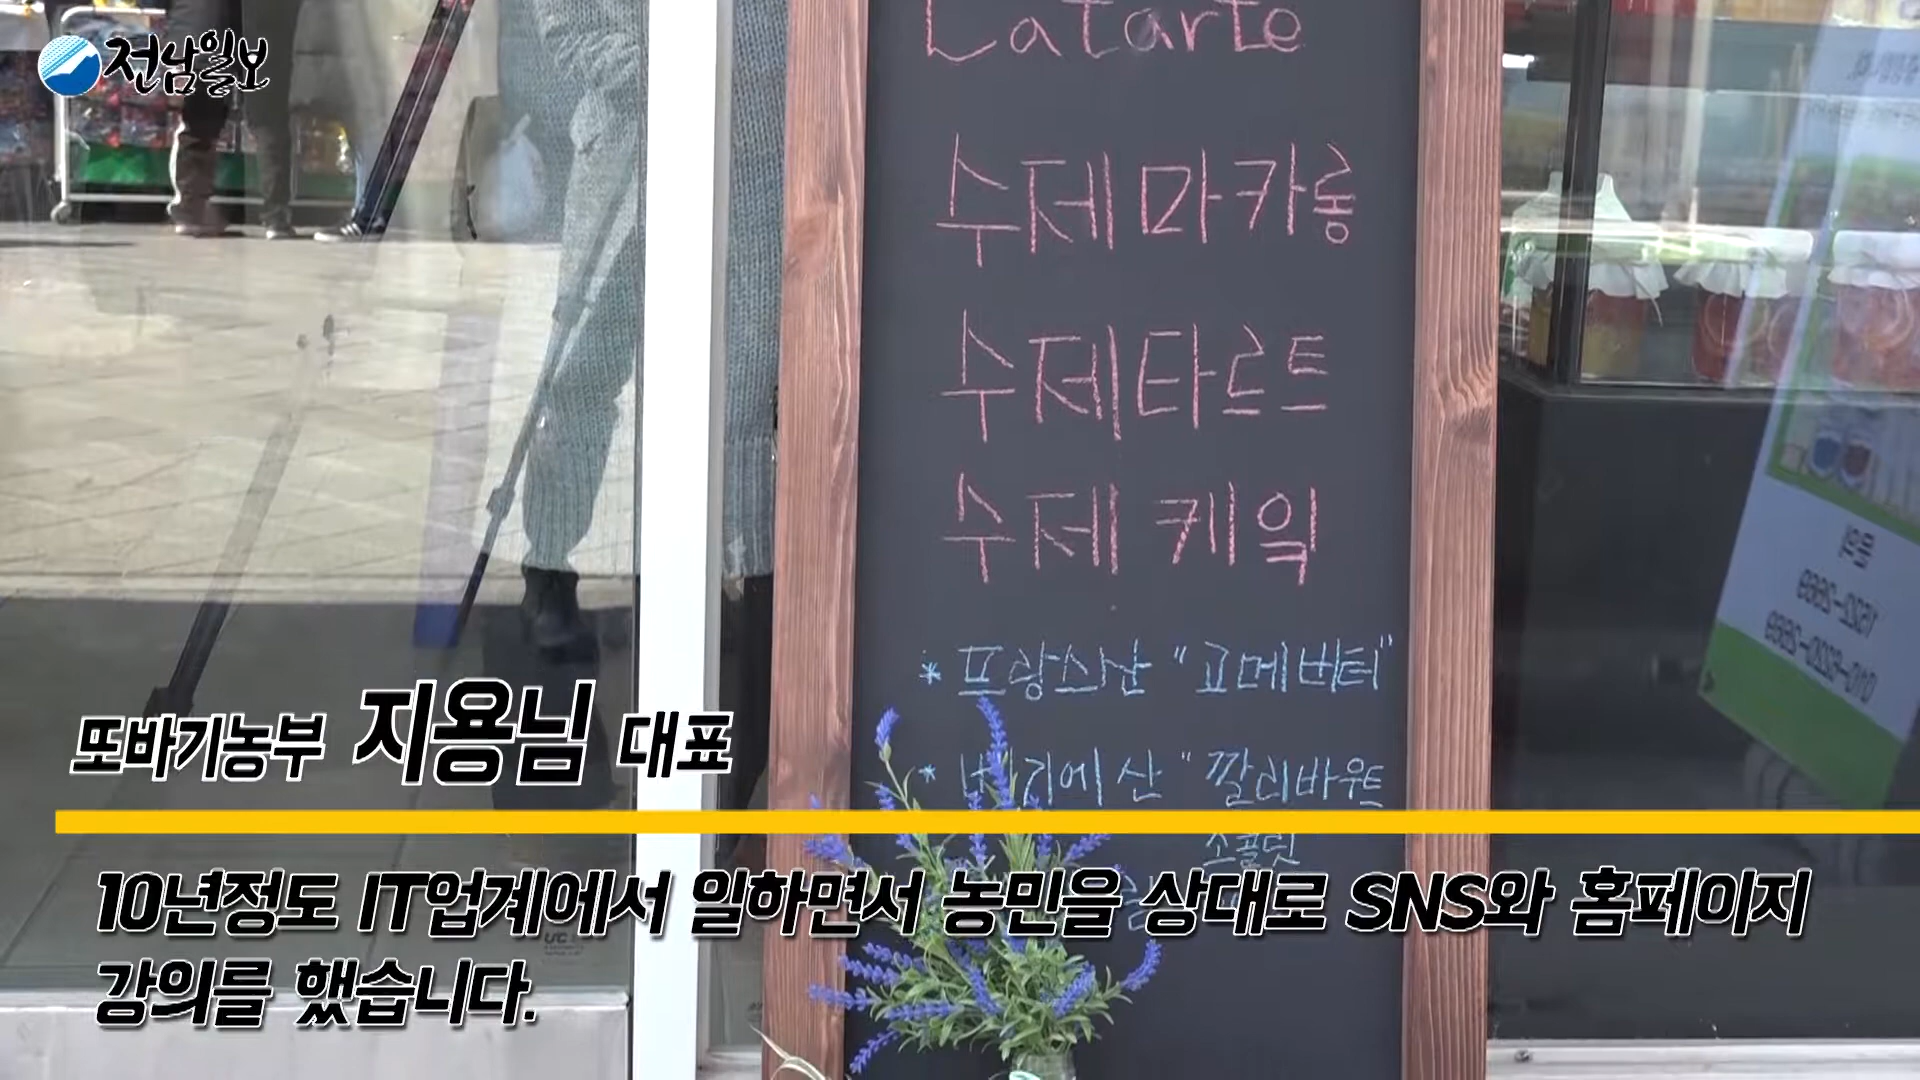 전남일보
Latarte
수제마카롱
수제타르트
수제 케익
* 프랑스산 "고메버터"
* 벨기에산 "깔리바우트
쇼콜릿
또바기농부 지용님 대표
10년정도 IT업계에서 일하면서 농민을 상대로 SNS와 홈페이지
강의를 했습니다.